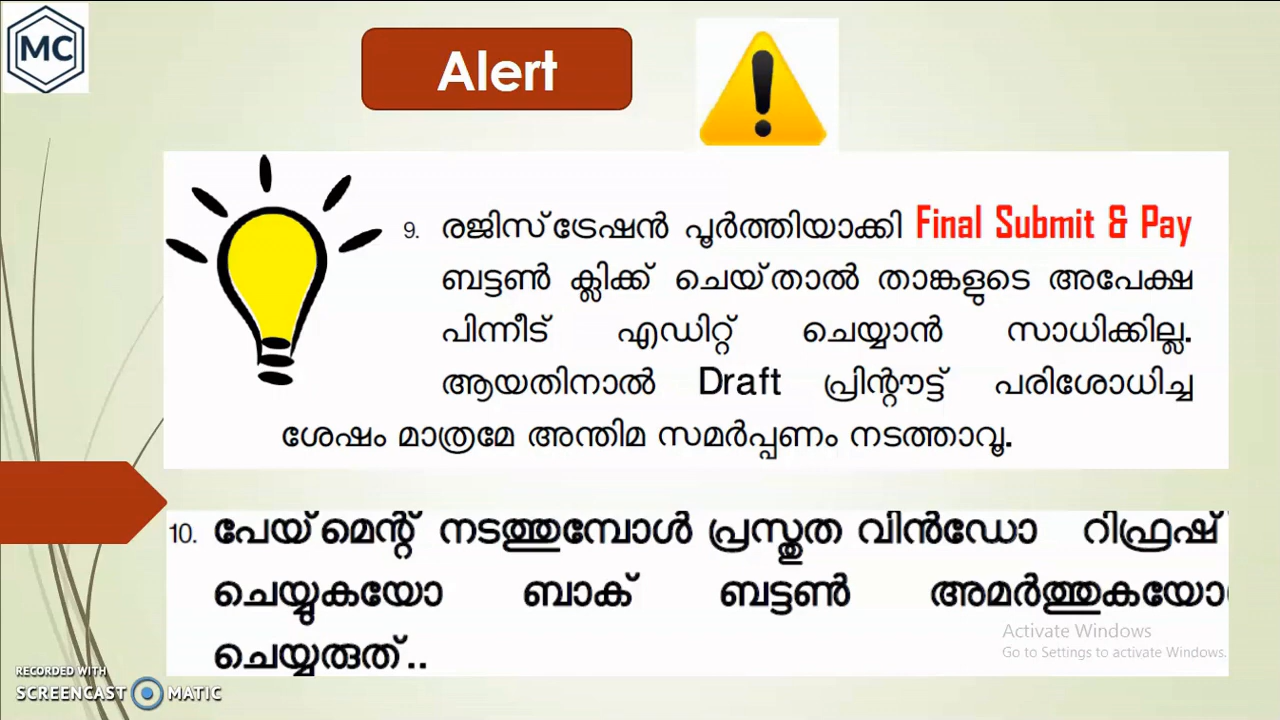 MC
Alert
9. രജിസ്ട്രേഷൻ പൂർത്തിയാക്കി Final Submit & Pay
ബട്ടൺ ക്ലിക്ക് ചെയ്താൽ താങ്കളുടെ അപേക്ഷ
പിന്നീട് എഡിറ്റ് ചെയ്യാൻ സാധിക്കില്ല.
ആയതിനാൽ Draft പ്രിന്റൗട്ട് പരിശോധിച്ച
ശേഷം മാത്രമേ അന്തിമ സമർപ്പണം നടത്താവൂ.
10. പേയ്മെന്റ് നടത്തുമ്പോൾ പ്രസ്തുത വിൻഡോ റിഫ്രഷ്
ചെയ്യുകയോ ബാക് ബട്ടൺ അമർത്തുകയോ
ചെയ്യരുത്..
Activate Windows
Go to Settings to activate Windows.
RECORDED WITH
SCREENCAST MATIC